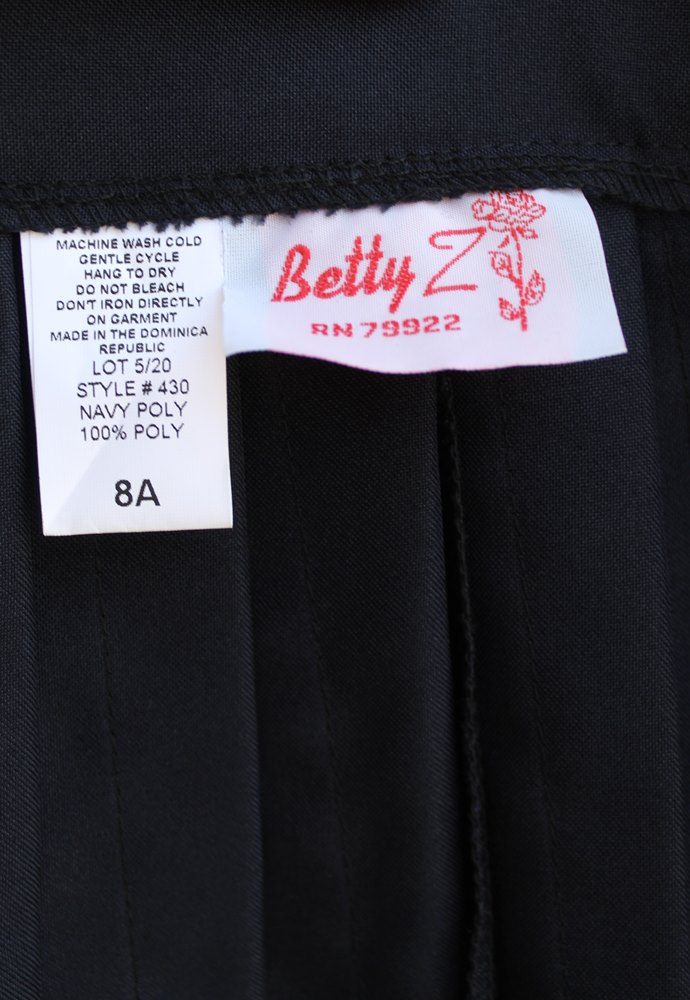 MACHINE WASH COLD
GENTLE CYCLE
HANG TO DRY
DO NOT BLEACH
DON'T IRON DIRECTLY
ON GARMENT
MADE IN THE DOMINICA
REPUBLIC
LOT 5/20
STYLE # 430
NAVY POLY
100% POLY
8A
Betty Z
RN 79922